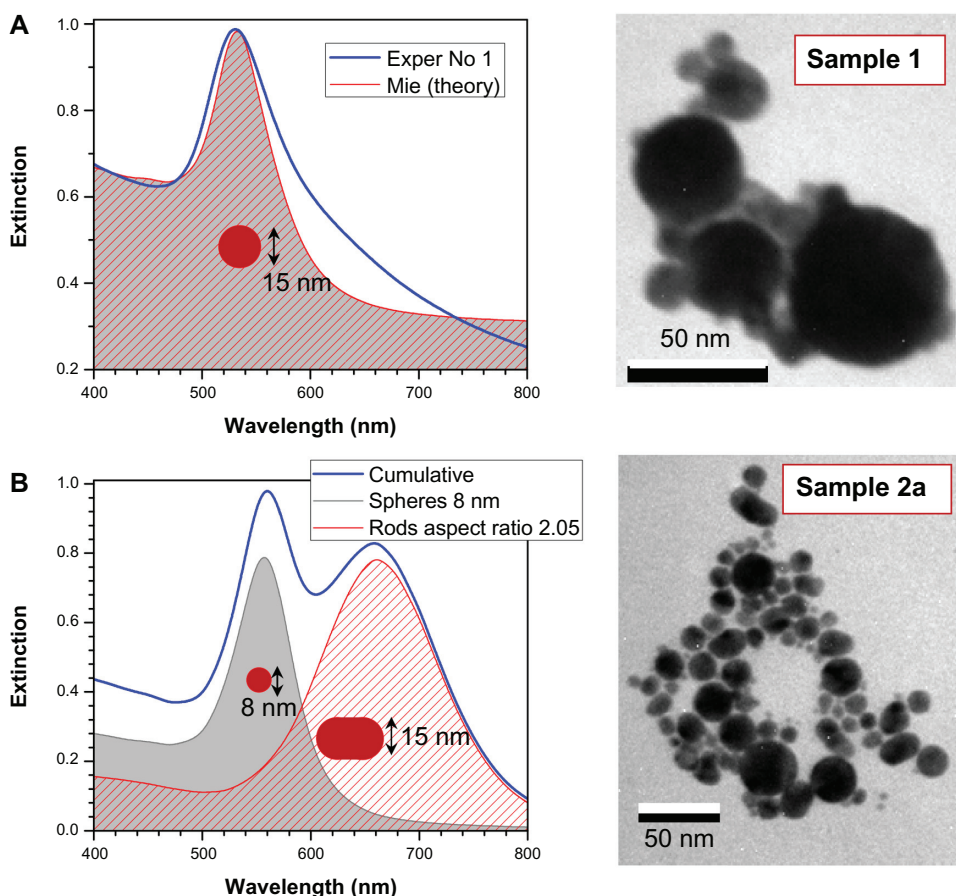 A
Extinction
1.0
0.8
0.6
0.4
0.2
400
500
600
700
800
Wavelength (nm)
Exper No 1
Mie (theory)
15 nm
Sample 1
50 nm
B
Extinction
1.0
0.8
0.6
0.4
0.2
0.0
400
500
600
700
800
Wavelength (nm)
Cumulative
Spheres 8 nm
Rods aspect ratio 2.05
8 nm
15 nm
Sample 2a
50 nm